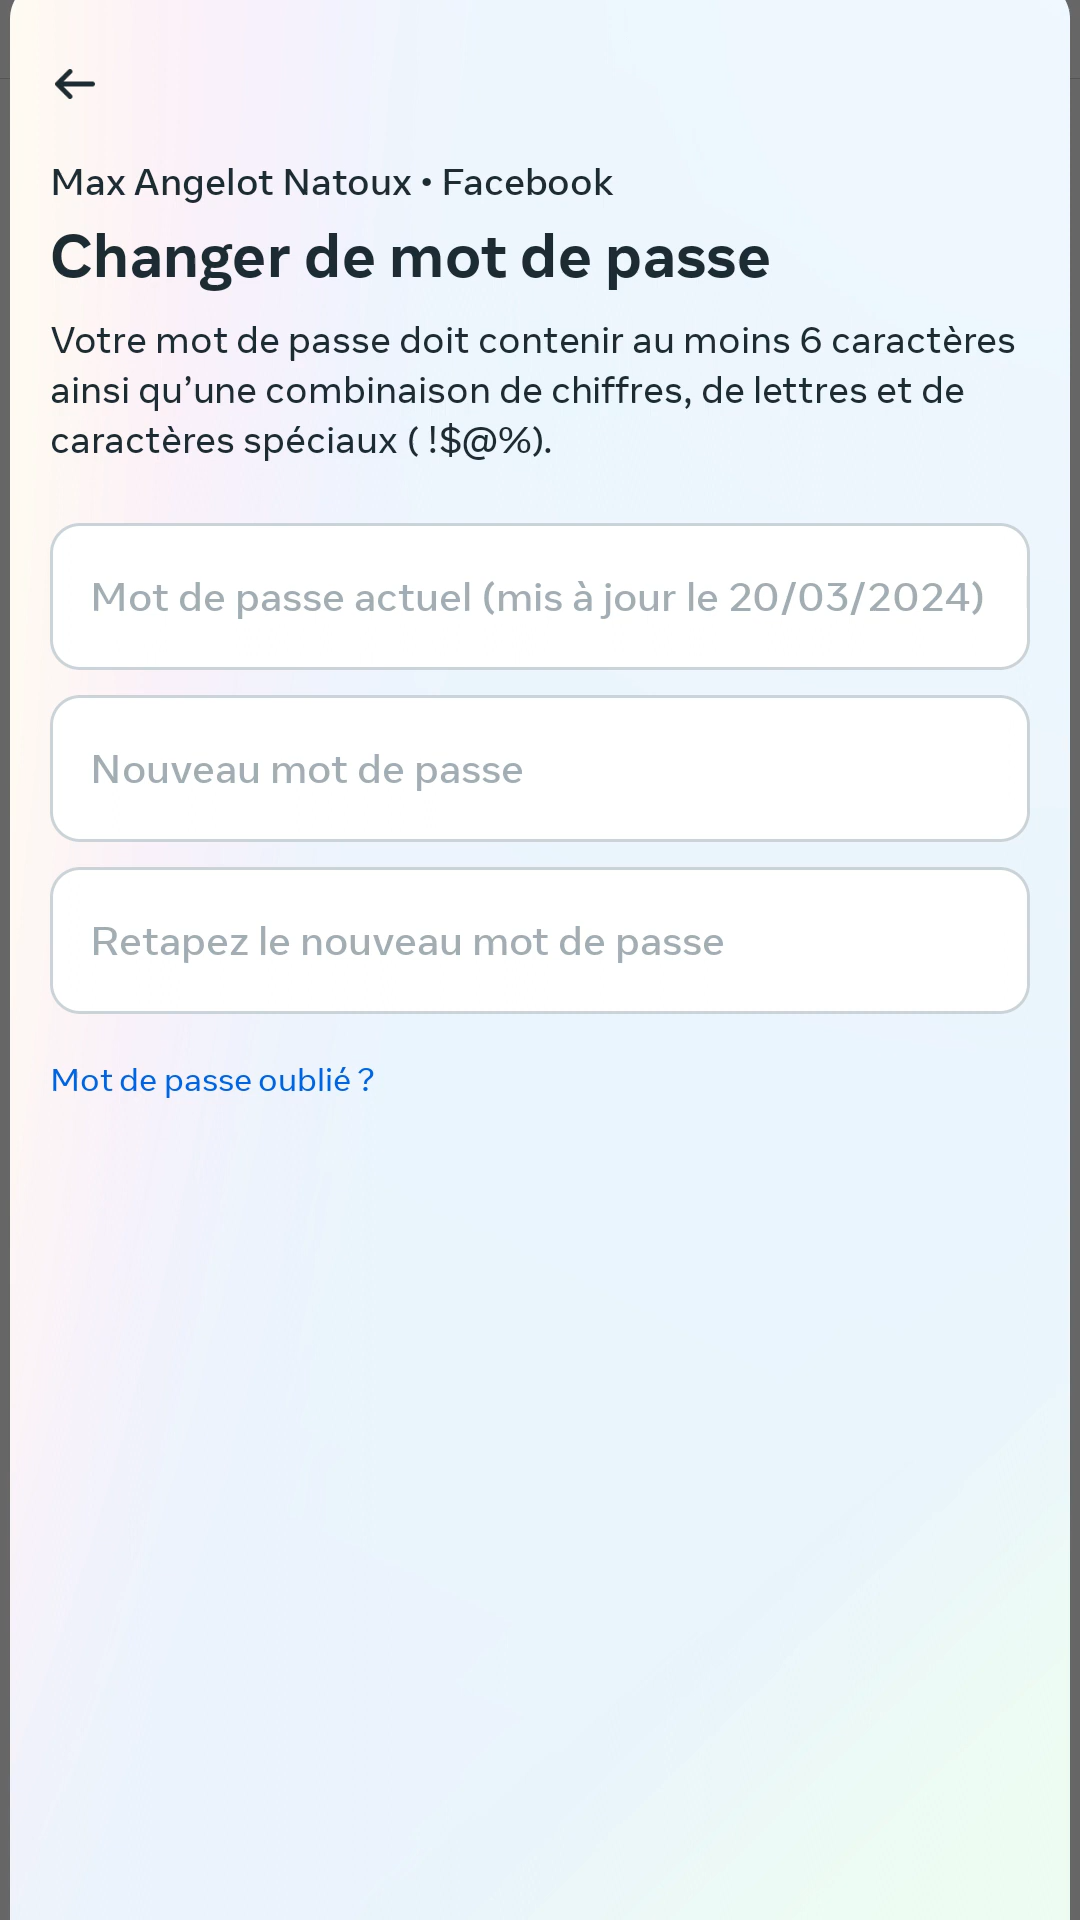 Max Angelot Natoux • Facebook
Changer de mot de passe
Votre mot de passe doit contenir au moins 6 caractères
ainsi qu’une combinaison de chiffres, de lettres et de
caractères spéciaux ( !$@%).
Mot de passe actuel (mis à jour le 20/03/2024)
Nouveau mot de passe
Retapez le nouveau mot de passe
Mot de passe oublié ?